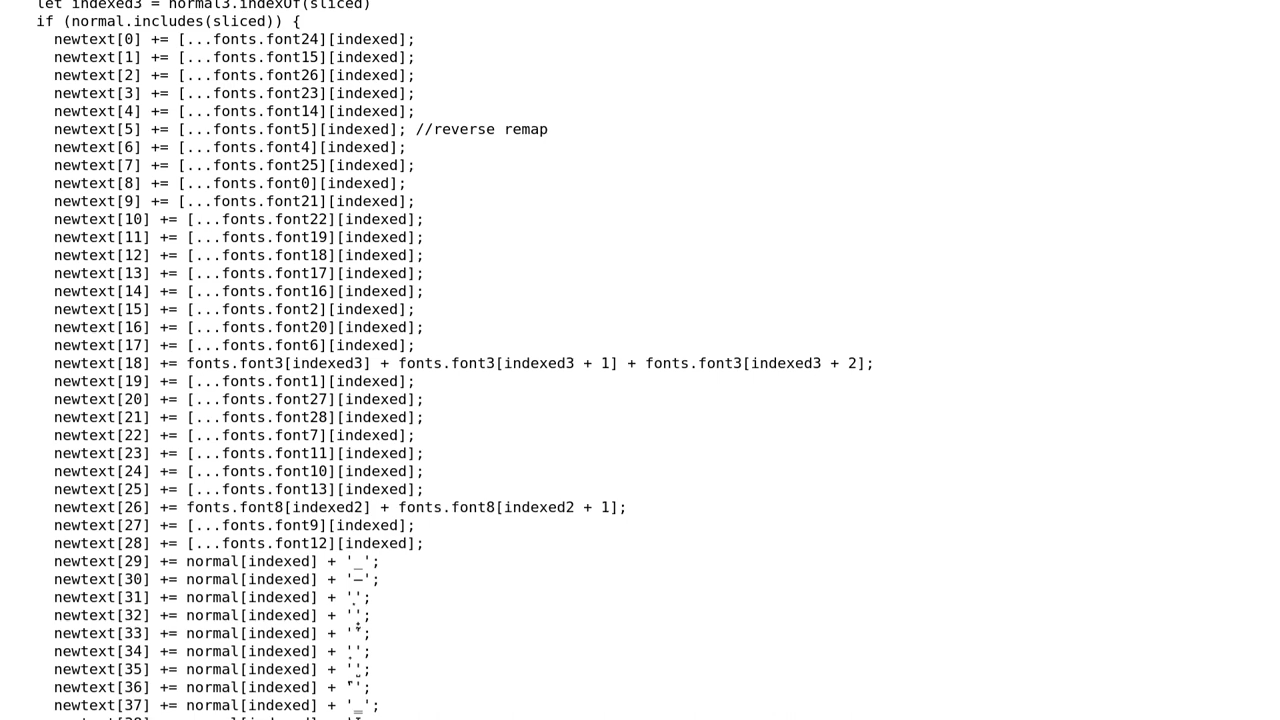 let indexed3 = normal3.indexOf(sliced)
if (normal.includes(sliced)) {
newtext[0] += [...fonts.font24][indexed];
newtext[1] += [...fonts.font15][indexed];
newtext[2] += [...fonts.font26][indexed];
newtext[3] += [...fonts.font23][indexed];
newtext[4] += [...fonts.font14][indexed];
newtext[5] += [...fonts.font5][indexed]; //reverse remap
newtext[6] += [...fonts.font4][indexed];
newtext[7] += [...fonts.font25][indexed];
newtext[8] += [...fonts.font0][indexed];
newtext[9] += [...fonts.font21][indexed];
newtext[10] += [...fonts.font22][indexed];
newtext[11] += [...fonts.font19][indexed];
newtext[12] += [...fonts.font18][indexed];
newtext[13] += [...fonts.font17][indexed];
newtext[14] += [...fonts.font16][indexed];
newtext[15] += [...fonts.font2][indexed];
newtext[16] += [...fonts.font20][indexed];
newtext[17] += [...fonts.font6][indexed];
newtext[18] += fonts.font3[indexed3] + fonts.font3[indexed3 + 1] + fonts.font3[indexed3 + 2];
newtext[19] += [...fonts.font1][indexed];
newtext[20] += [...fonts.font27][indexed];
newtext[21] += [...fonts.font28][indexed];
newtext[22] += [...fonts.font7][indexed];
newtext[23] += [...fonts.font11][indexed];
newtext[24] += [...fonts.font10][indexed];
newtext[25] += [...fonts.font13][indexed];
newtext[26] += fonts.font8[indexed2] + fonts.font8[indexed2 + 1];
newtext[27] += [...fonts.font9][indexed];
newtext[28] += [...fonts.font12][indexed];
newtext[29] += normal[indexed] + '_';
newtext[30] += normal[indexed] + '̶';
newtext[31] += normal[indexed] + '̣';
newtext[32] += normal[indexed] +
newtext[33] += normal[indexed] +
newtext[34] += normal[indexed] +
newtext[35] += normal[indexed] +
newtext[36] += normal[indexed] +
newtext[37] += normal[indexed] +